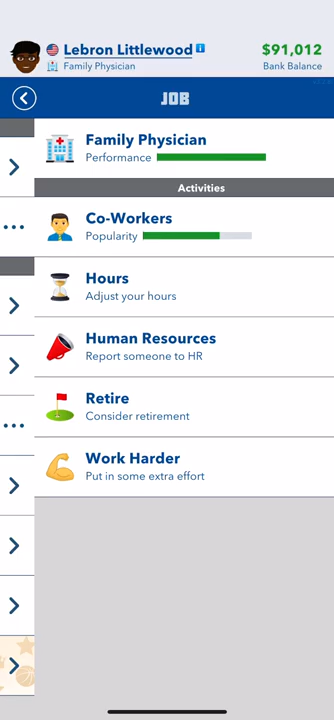 Lebron Littlewood
$91,012
Family Physician
Bank Balance
JOB
Family Physician
Performance
Activities
Co-Workers
Popularity
Hours
Adjust your hours
Human Resources
Report someone to HR
Retire
Consider retirement
Work Harder
Put in some extra effort